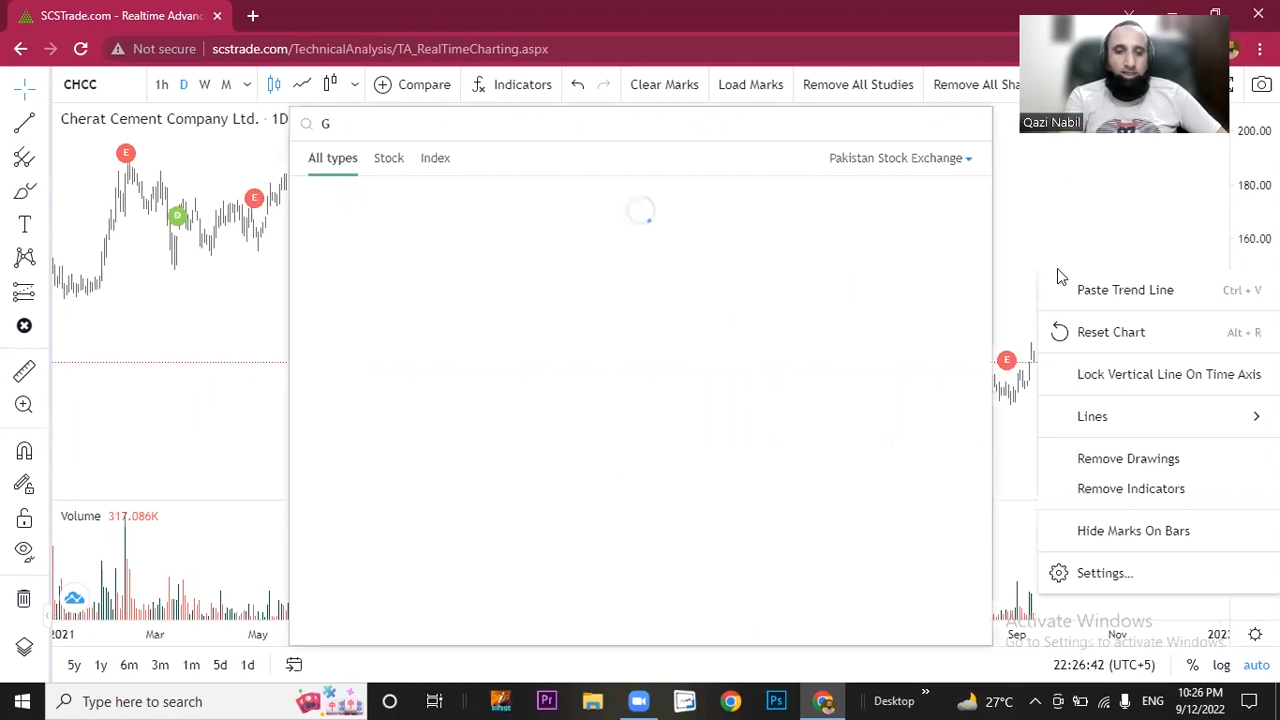 SCSTrade - Realtime Advanc
Not secure scstrade.com/TechnicalAnalysis/TA_RealTimeCharting.aspx
Qazi Nabil
CHCC 1h D W M Compare Indicators Clear Marks Load Marks Remove All Studies Remove All Sha
Cherat Cement Company Ltd. · 1D
G
All types Stock Index Pakistan Stock Exchange
200.00
180.00
160.00
E
D
E
E
Paste Trend Line Ctrl + V
Reset Chart Alt + R
Lock Vertical Line On Time Axis
Lines
Remove Drawings
Remove Indicators
Hide Marks On Bars
Settings...
Volume 317.086K
Activate Windows
Go to Settings to activate Windows.
2021 Mar May Sep Nov 2023
5y 1y 6m 3m 1m 5d 1d 22:26:42 (UTC+5) % log auto
Type here to search Pr Ps Desktop 27°C ENG 10:26 PM
9/12/2022